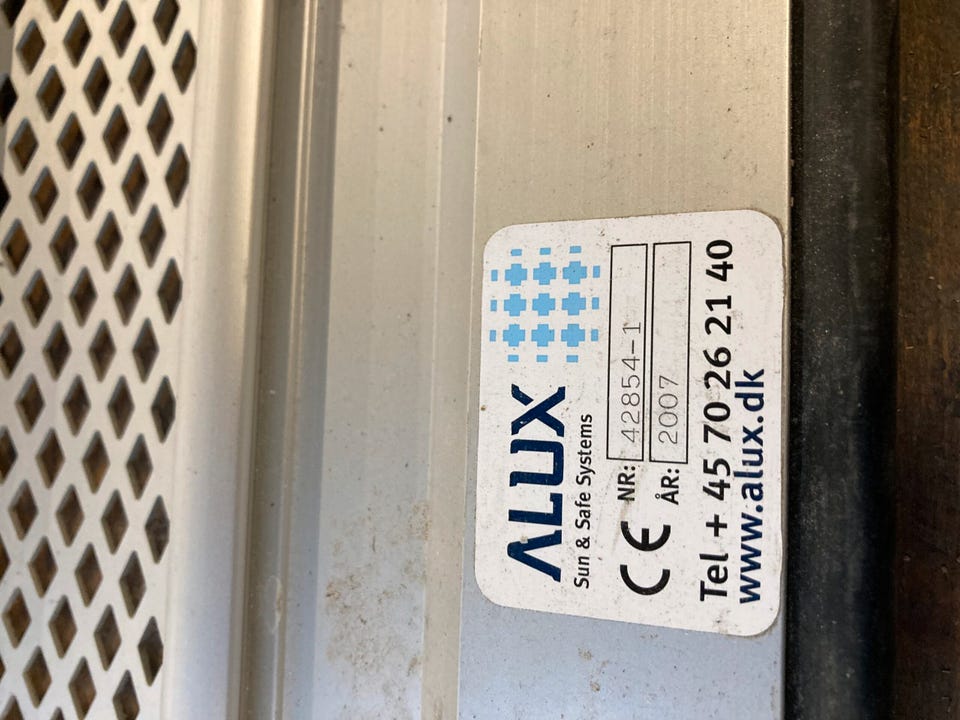 ALUX
Sun & Safe Systems
CE NR: 42854-1
ÅR: 2007
Tel + 45 70 26 21 40
www.alux.dk